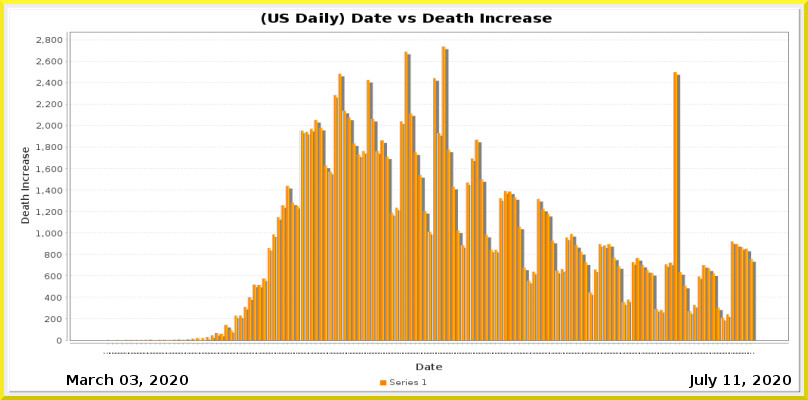 (US Daily) Date vs Death Increase
2,800
2,600
2,400
2,200
2,000
1,800
1,600
1,400
1,200
1,000
800
600
400
200
0
Death Increase
Date
March 03, 2020
July 11, 2020
Series 1